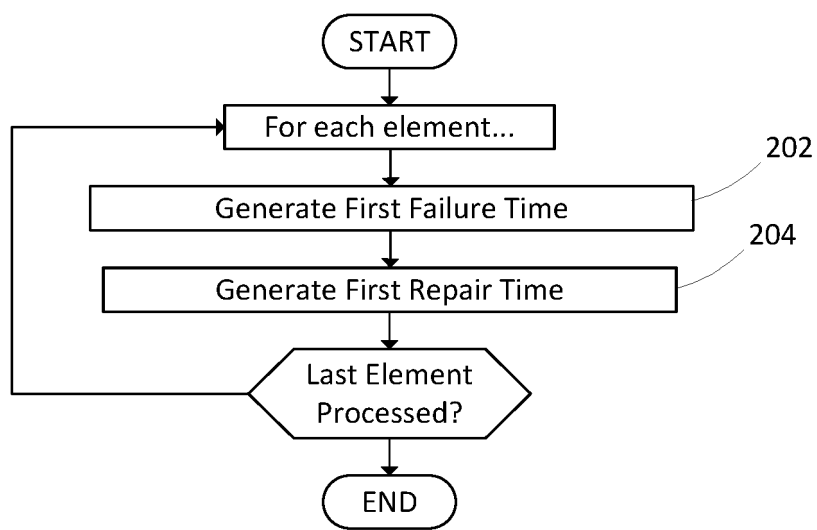 START
For each element...
202
Generate First Failure Time
204
Generate First Repair Time
Last Element
Processed?
END